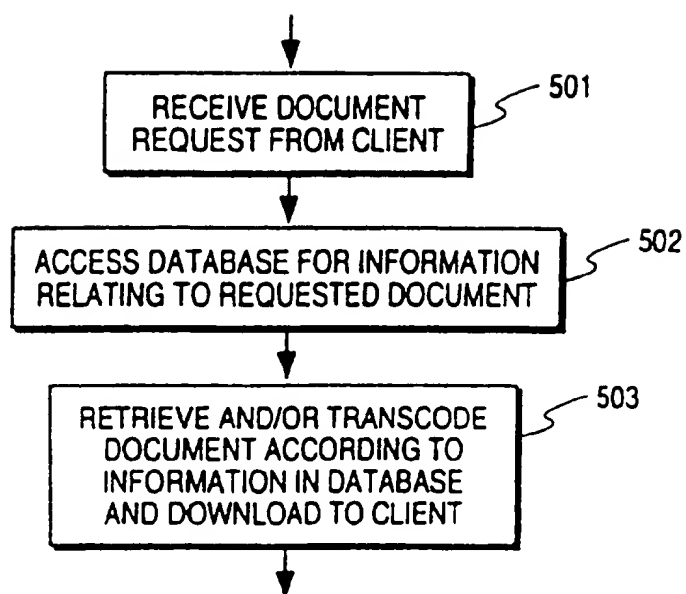 RECEIVE DOCUMENT
REQUEST FROM CLIENT
501
ACCESS DATABASE FOR INFORMATION
RELATING TO REQUESTED DOCUMENT
502
RETRIEVE AND/OR TRANSCODE
DOCUMENT ACCORDING TO
INFORMATION IN DATABASE
AND DOWNLOAD TO CLIENT
503